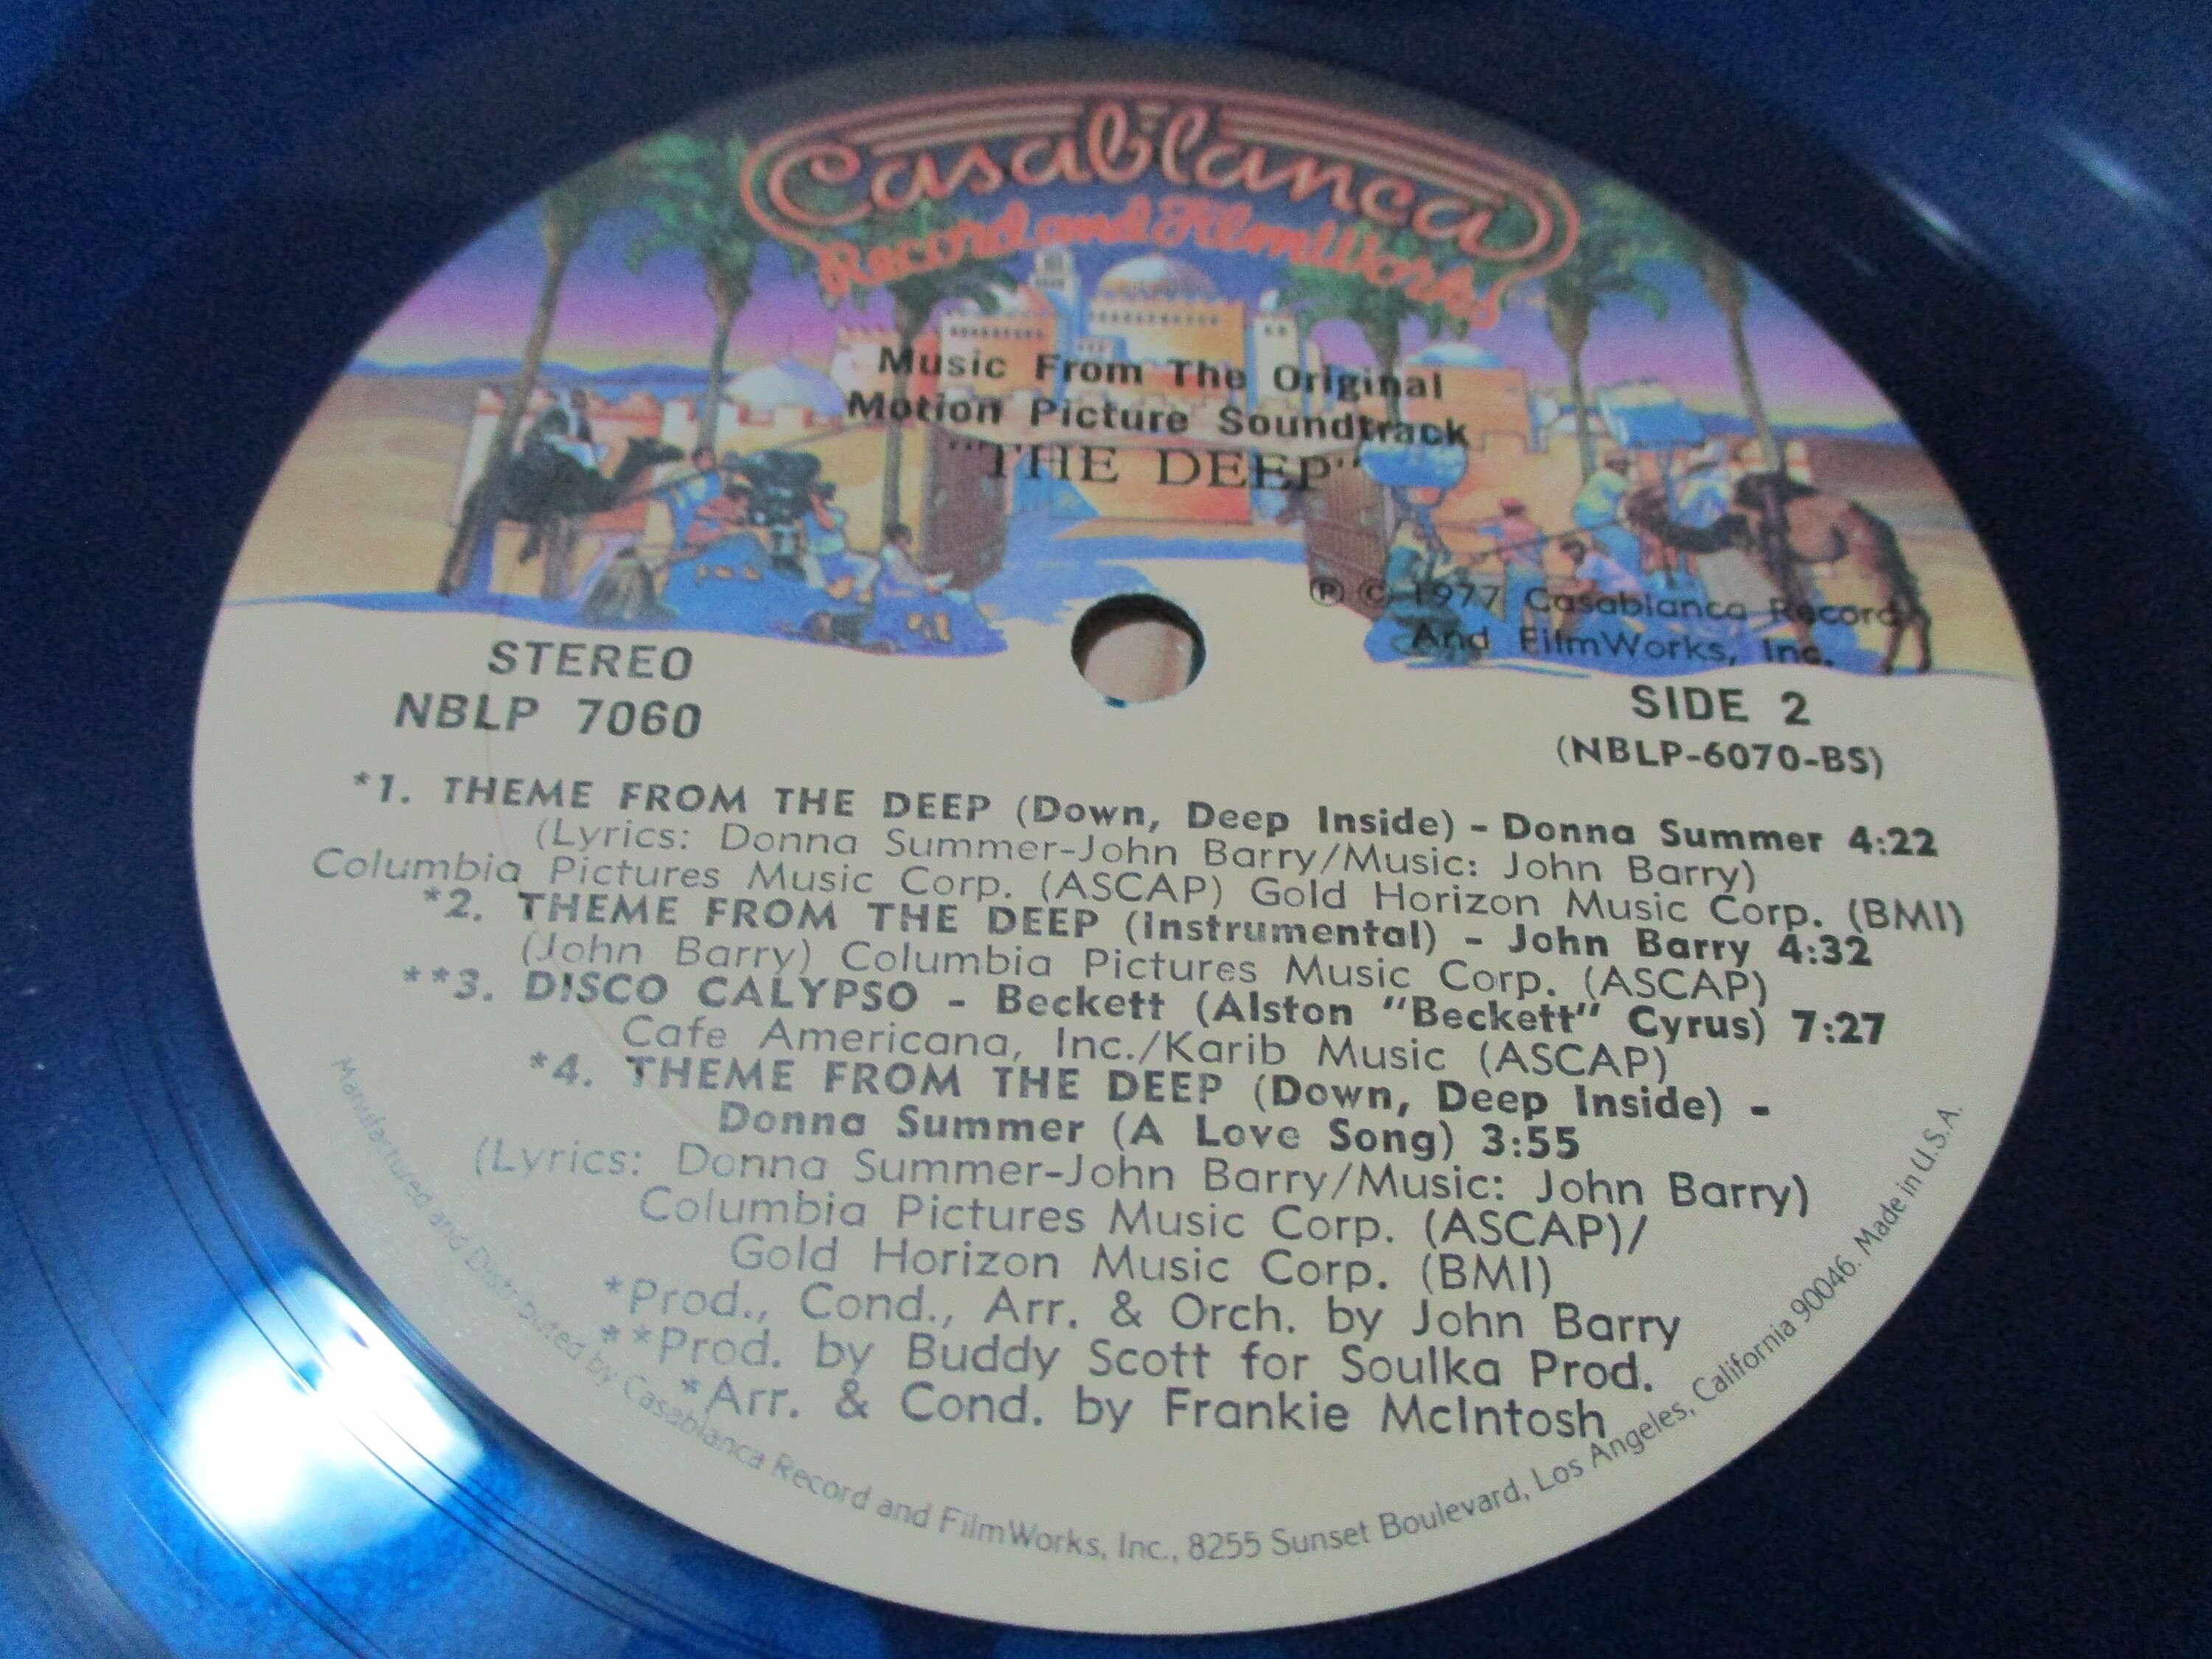 Casablanca
Record and FilmWorks
Music From The Original
Motion Picture Soundtrack
"THE DEEP"
℗ © 1977 Casablanca Record
And FilmWorks, Inc.
STEREO
NBLP 7060
SIDE 2
(NBLP-6070-BS)
*1. THEME FROM THE DEEP (Down, Deep Inside) - Donna Summer 4:22
(Lyrics: Donna Summer-John Barry/Music: John Barry)
Columbia Pictures Music Corp. (ASCAP) Gold Horizon Music Corp. (BMI)
*2. THEME FROM THE DEEP (Instrumental) - John Barry 4:32
(John Barry) Columbia Pictures Music Corp. (ASCAP)
**3. DISCO CALYPSO - Beckett (Alston "Beckett" Cyrus) 7:27
Cafe Americana, Inc./Karib Music (ASCAP)
*4. THEME FROM THE DEEP (Down, Deep Inside) -
Donna Summer (A Love Song) 3:55
(Lyrics: Donna Summer-John Barry/Music: John Barry)
Columbia Pictures Music Corp. (ASCAP)/
Gold Horizon Music Corp. (BMI)
*Prod., Cond., Arr. & Orch. by John Barry
**Prod. by Buddy Scott for Soulka Prod.
*Arr. & Cond. by Frankie McIntosh
Manufactured and Distributed by Casablanca Record and FilmWorks, Inc., 8255 Sunset Boulevard, Los Angeles, California 90046. Made in U.S.A.